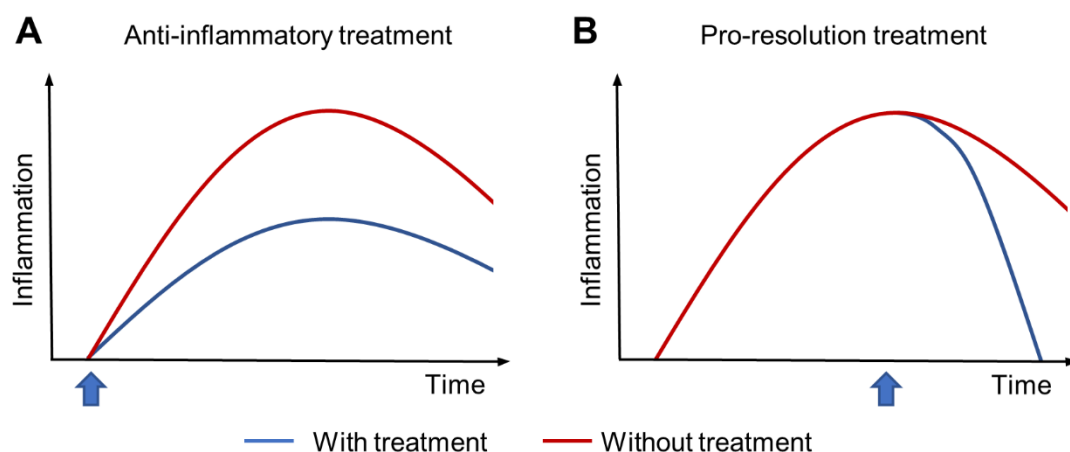 A
Anti-inflammatory treatment
Inflammation
Time
B
Pro-resolution treatment
Inflammation
Time
With treatment
Without treatment